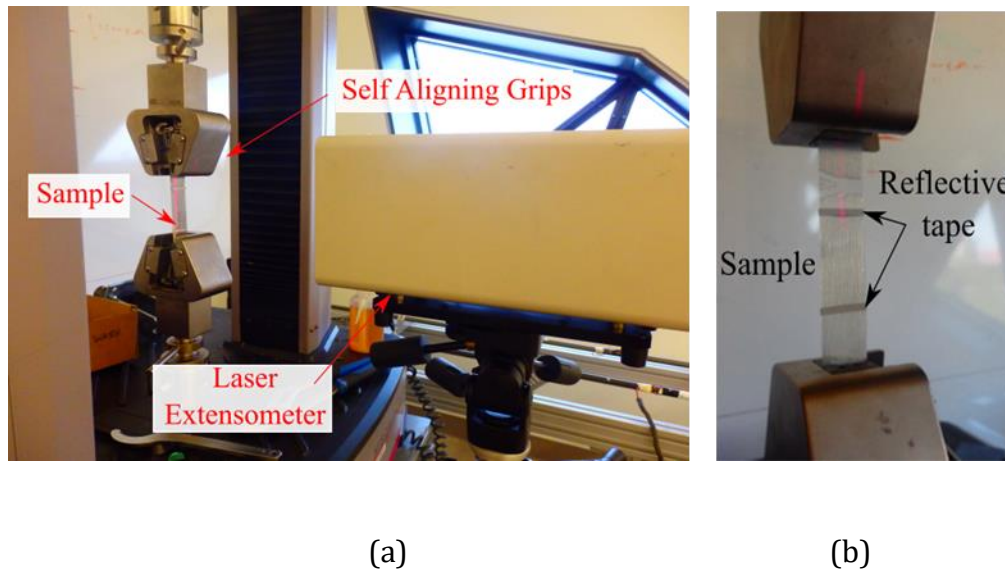 Self Aligning Grips
Sample
Laser
Extensometer
Reflective
tape
Sample
(a)
(b)